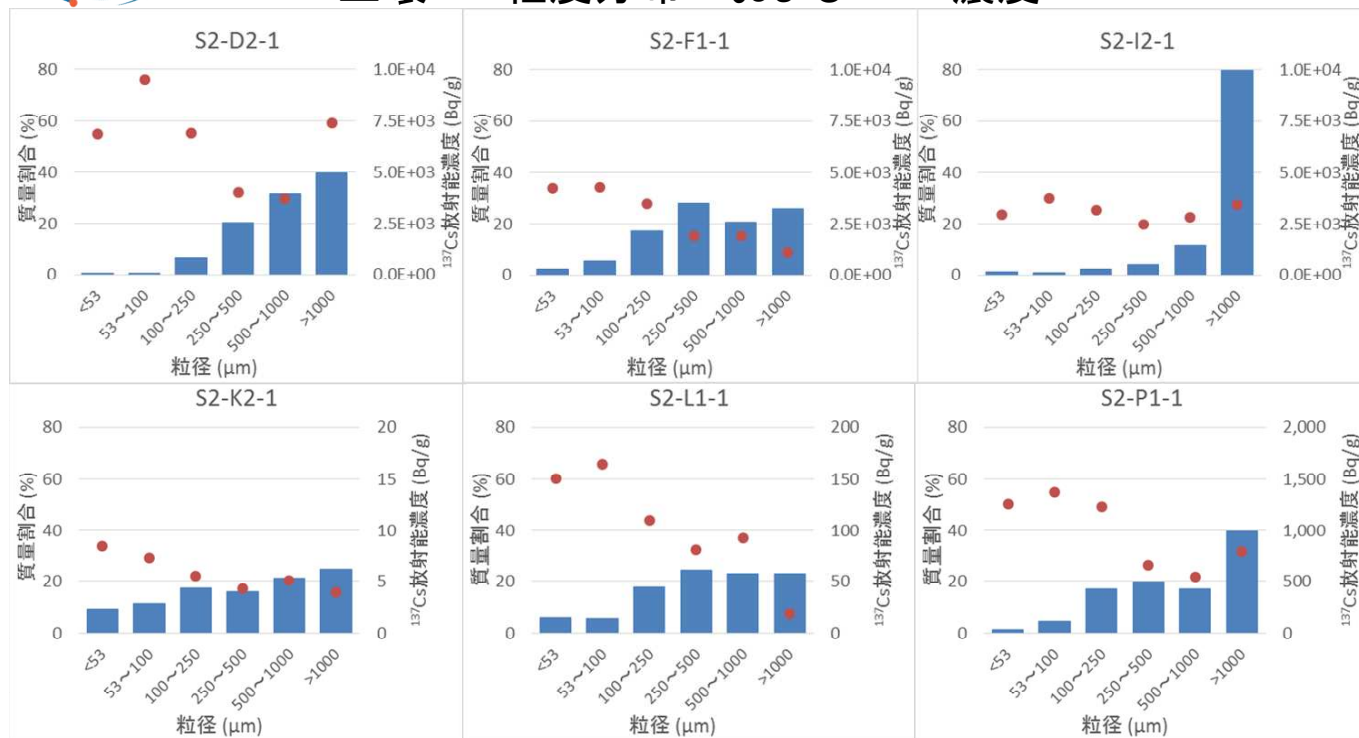 S2-D2-1
質量割合 (%)
80
60
40
20
0
1.0E+04
7.5E+03
5.0E+03
2.5E+03
0.0E+00
¹³⁷Cs放射能濃度 (Bq/g)
<53
53~100
100~250
250~500
500~1000
>1000
粒径 (μm)
S2-F1-1
質量割合 (%)
80
60
40
20
0
1.0E+04
7.5E+03
5.0E+03
2.5E+03
0.0E+00
¹³⁷Cs放射能濃度 (Bq/g)
<53
53~100
100~250
250~500
500~1000
>1000
粒径 (μm)
S2-I2-1
質量割合 (%)
80
60
40
20
0
1.0E+04
7.5E+03
5.0E+03
2.5E+03
0.0E+00
¹³⁷Cs放射能濃度 (Bq/g)
<53
53~100
100~250
250~500
500~1000
>1000
粒径 (μm)
S2-K2-1
質量割合 (%)
80
60
40
20
0
20
15
10
5
0
¹³⁷Cs放射能濃度 (Bq/g)
<53
53~100
100~250
250~500
500~1000
>1000
粒径 (μm)
S2-L1-1
質量割合 (%)
80
60
40
20
0
200
150
100
50
0
¹³⁷Cs放射能濃度 (Bq/g)
<53
53~100
100~250
250~500
500~1000
>1000
粒径 (μm)
S2-P1-1
質量割合 (%)
80
60
40
20
0
2,000
1,500
1,000
500
0
¹³⁷Cs放射能濃度 (Bq/g)
<53
53~100
100~250
250~500
500~1000
>1000
粒径 (μm)